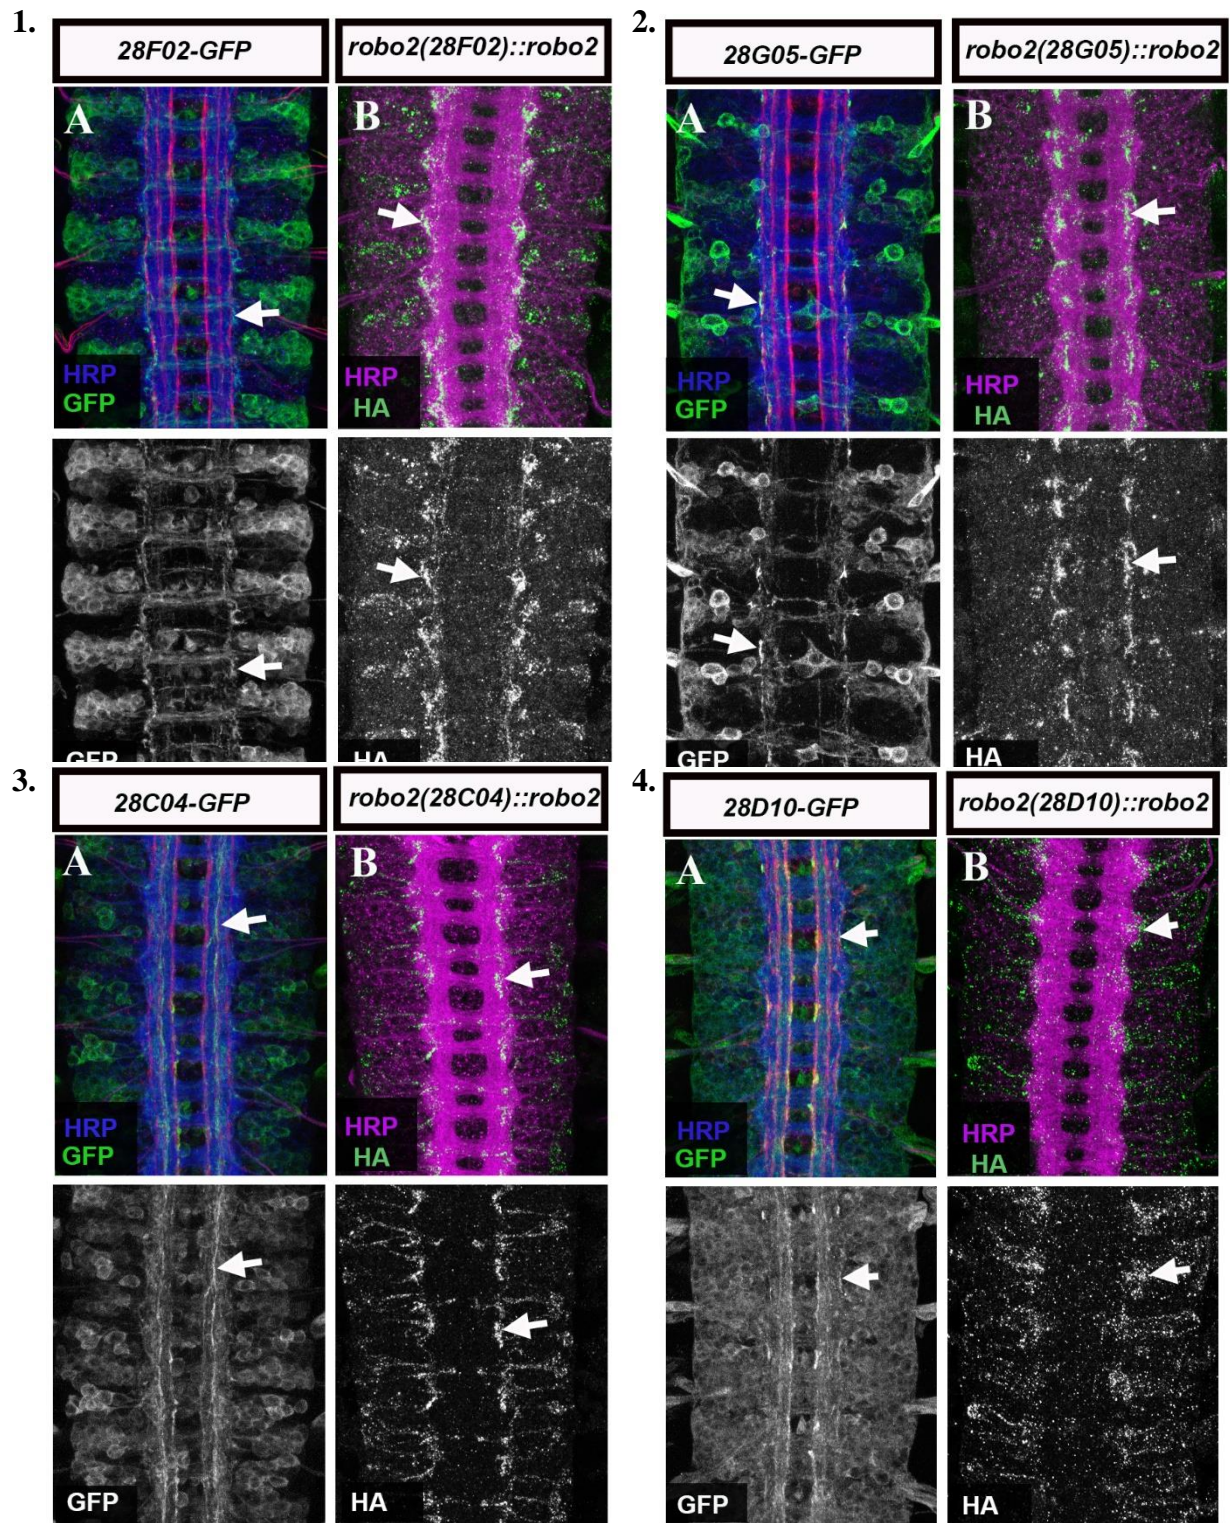 1.
28F02-GFP
robo2(28F02)::robo2
A
HRP
GFP
B
HRP
HA
GFP
HA
2.
28G05-GFP
robo2(28G05)::robo2
A
HRP
GFP
B
HRP
HA
GFP
HA
3.
28C04-GFP
robo2(28C04)::robo2
A
HRP
GFP
B
HRP
HA
GFP
HA
4.
28D10-GFP
robo2(28D10)::robo2
A
HRP
GFP
B
HRP
HA
GFP
HA